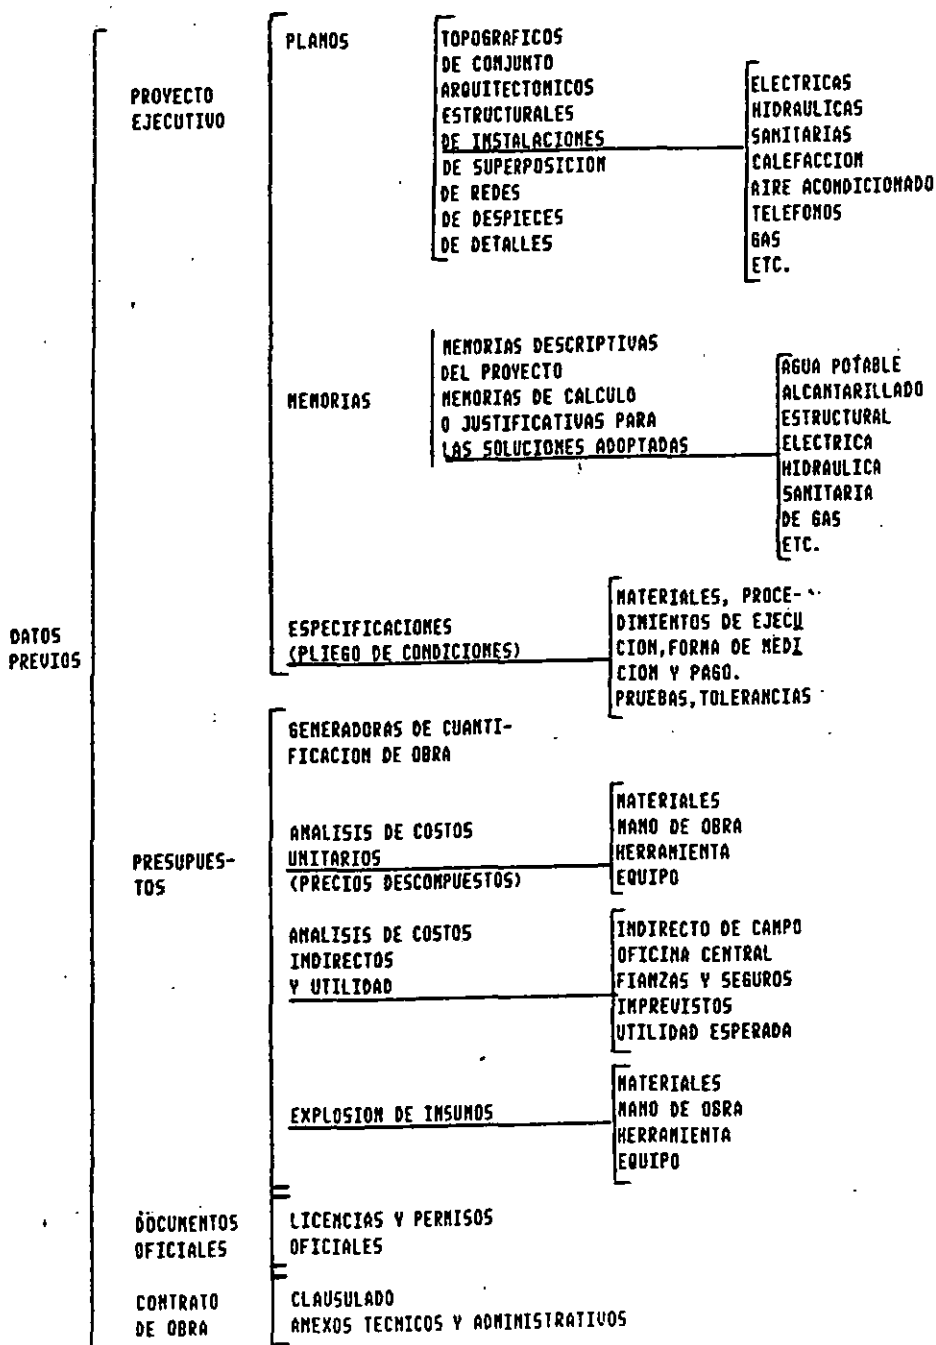 DATOS
PREVIOS
PROYECTO
EJECUTIVO
PLANOS
TOPOGRAFICOS
DE CONJUNTO
ARQUITECTONICOS
ESTRUCTURALES
DE INSTALACIONES
DE SUPERPOSICION
DE REDES
DE DESPIECES
DE DETALLES
ELECTRICAS
HIDRAULICAS
SANITARIAS
CALEFACCION
AIRE ACONDICIONADO
TELEFONOS
GAS
ETC.
MEMORIAS
MEMORIAS DESCRIPTIVAS
DEL PROYECTO
MEMORIAS DE CALCULO
O JUSTIFICATIVAS PARA
LAS SOLUCIONES ADOPTADAS
AGUA POTABLE
ALCANTARILLADO
ESTRUCTURAL
ELECTRICA
HIDRAULICA
SANITARIA
DE GAS
ETC.
ESPECIFICACIONES
(PLIEGO DE CONDICIONES)
MATERIALES, PROCE-
DIMIENTOS DE EJECU
CION,FORMA DE MEDI
CION Y PAGO.
PRUEBAS,TOLERANCIAS
PRESUPUES-
TOS
GENERADORAS DE CUANTI-
FICACION DE OBRA
ANALISIS DE COSTOS
UNITARIOS
(PRECIOS DESCOMPUESTOS)
MATERIALES
MANO DE OBRA
HERRAMIENTA
EQUIPO
ANALISIS DE COSTOS
INDIRECTOS
Y UTILIDAD
INDIRECTO DE CAMPO
OFICINA CENTRAL
FIANZAS Y SEGUROS
IMPREVISTOS
UTILIDAD ESPERADA
EXPLOSION DE INSUMOS
MATERIALES
MANO DE OBRA
HERRAMIENTA
EQUIPO
DOCUMENTOS
OFICIALES
LICENCIAS Y PERMISOS
OFICIALES
CONTRATO
DE OBRA
CLAUSULADO
ANEXOS TECNICOS Y ADMINISTRATIVOS